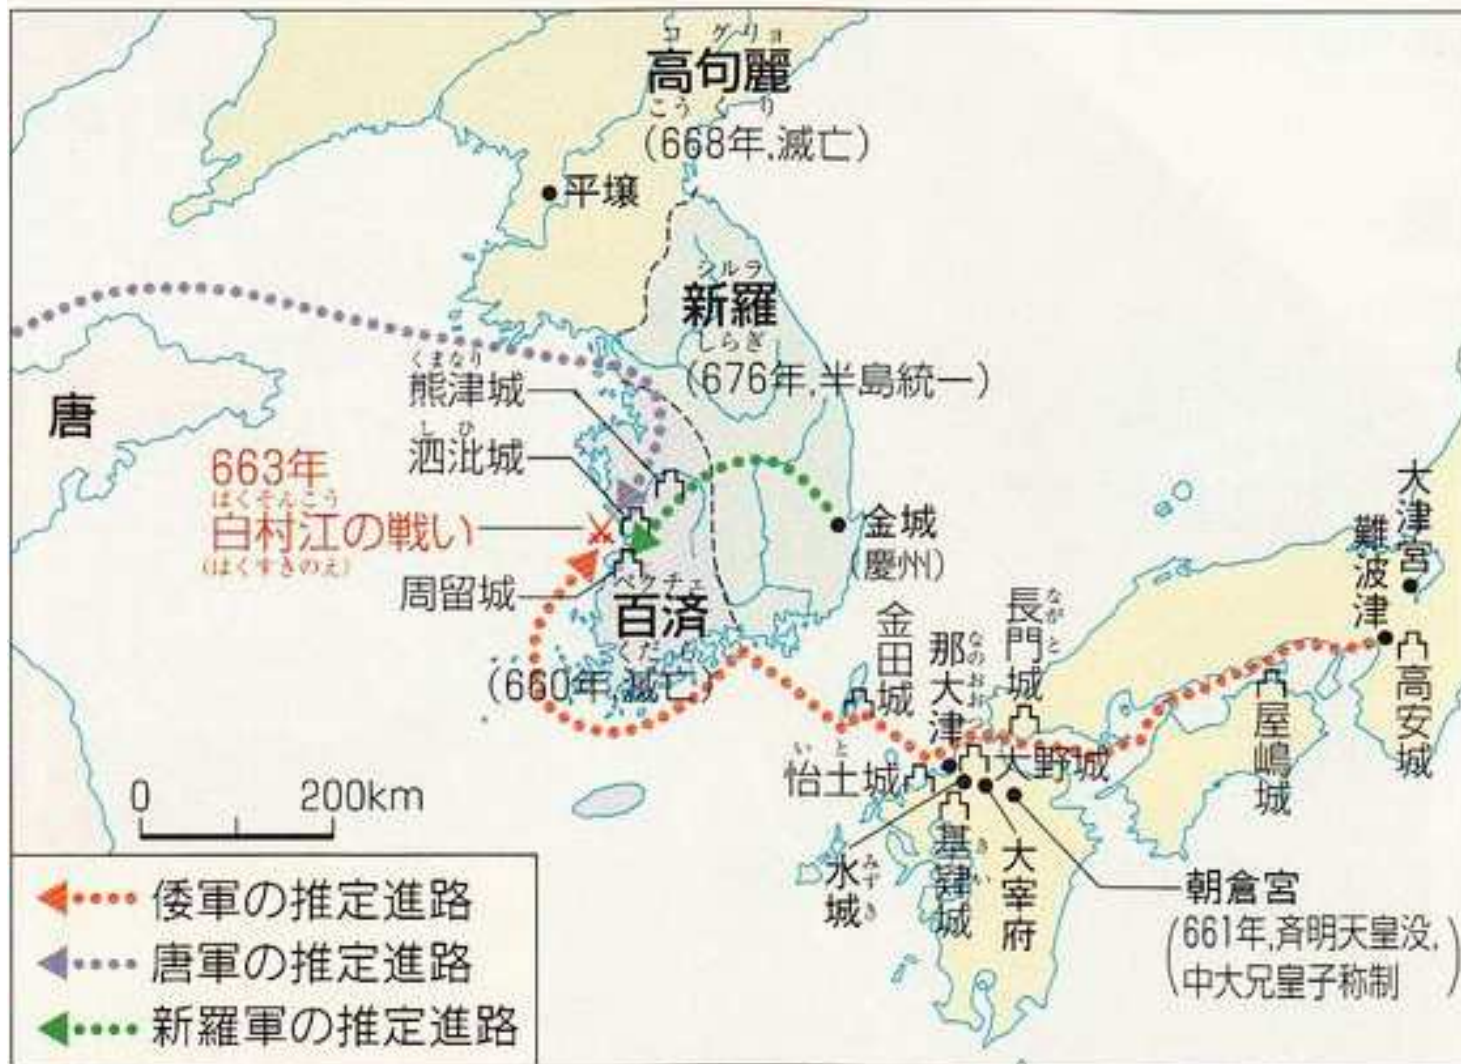 コグリョ
高句麗
こうくり
(668年,滅亡)
平壌
シルラ
新羅
しらぎ
(676年,半島統一)
唐
くまなり
熊津城
しひ
泗沘城
663年
はくそんこう
白村江の戦い
(はくすきのえ)
周留城
ペクチェ
百済
くだら
(660年,滅亡)
金城
(慶州)
金田城
那大津
なのおおつ
長門城
ながと
大津宮
難波津
高安城
屋嶋城
いと
怡土城
大野城
水城
みずき
基肄城
きい
大宰府
朝倉宮
(661年,斉明天皇没,
中大兄皇子称制)
0 200km
倭軍の推定進路
唐軍の推定進路
新羅軍の推定進路